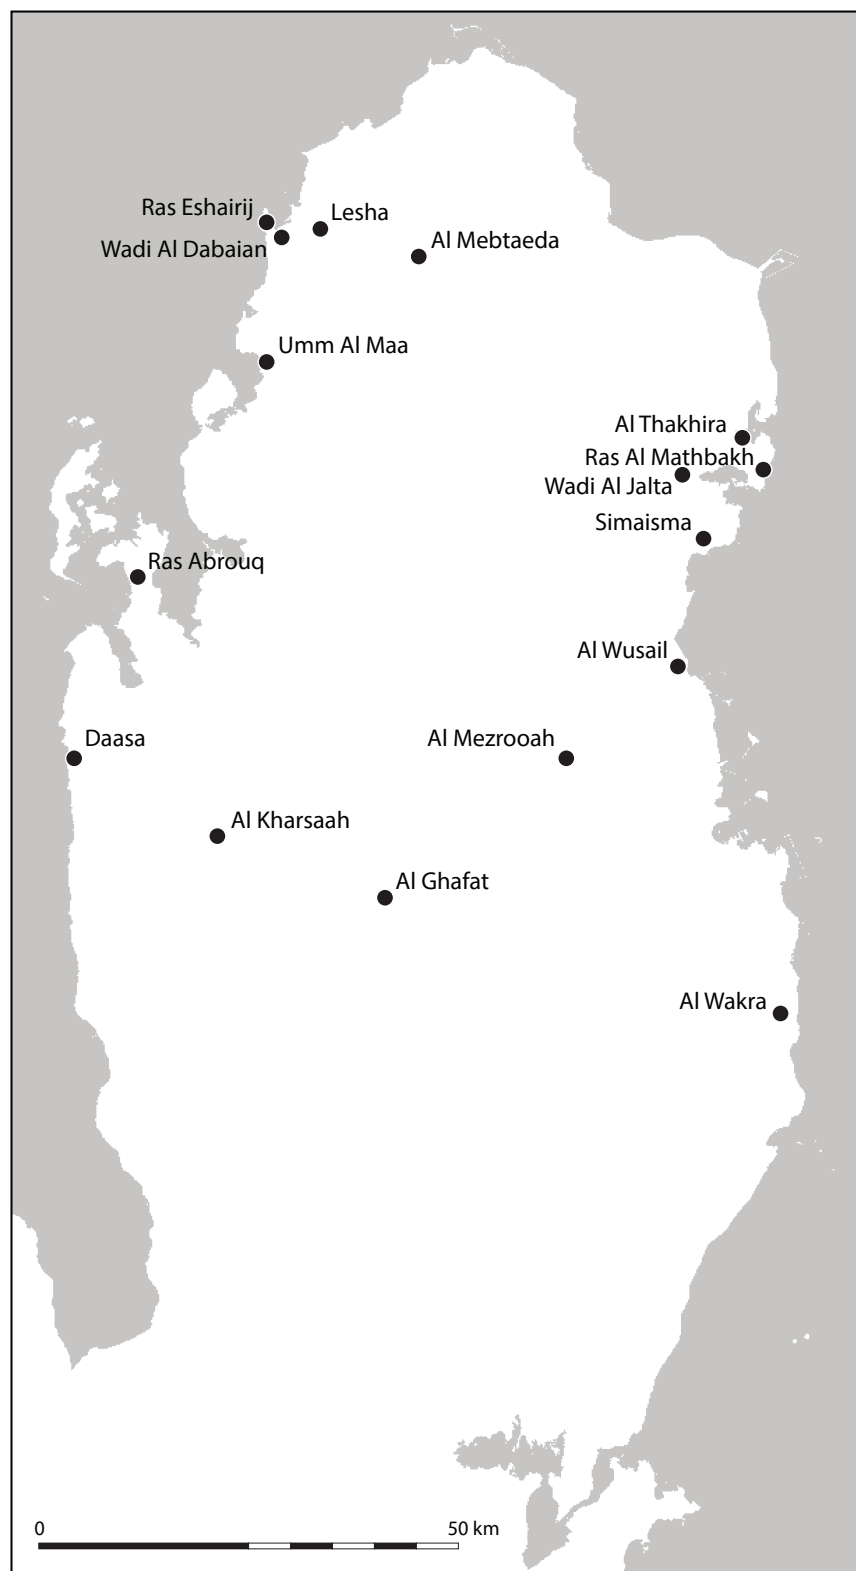 Ras Eshairij
Lesha
Wadi Al Dabaian
Al Mebtaeda
Umm Al Maa
Al Thakhira
Ras Al Mathbakh
Wadi Al Jalta
Simaisma
Ras Abrouq
Al Wusail
Daasa
Al Mezrooah
Al Kharsaah
Al Ghafat
Al Wakra
0 50 km